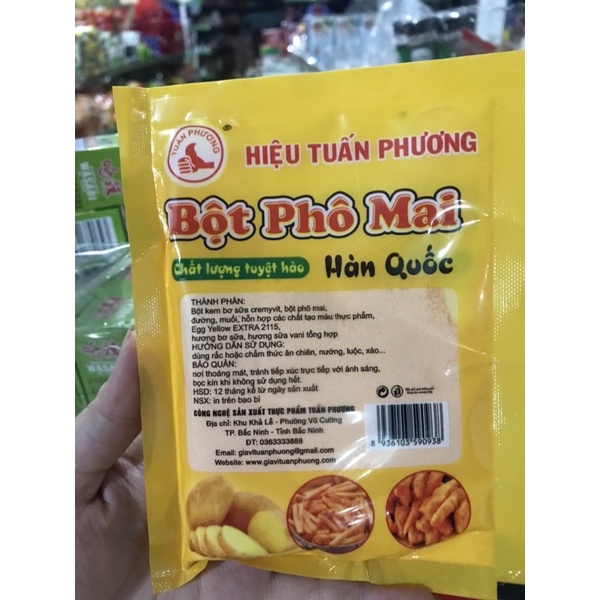 TUẤN PHƯƠNG
®
HIỆU TUẤN PHƯƠNG
Bột Phô Mai
Chất lượng tuyệt hảo
Hàn Quốc
THÀNH PHẦN:
Bột kem bơ sữa cremyvit, bột phô mai,
đường, muối, hỗn hợp các chất tạo màu thực phẩm,
Egg Yellow EXTRA 2115,
hương bơ sữa, hương sữa vani tổng hợp
HƯỚNG DẪN SỬ DỤNG:
dùng rắc hoặc chấm thức ăn chiên, nướng, luộc, xào...
BẢO QUẢN:
nơi thoáng mát, tránh tiếp xúc trực tiếp với ánh sáng,
bọc kín khi không sử dụng hết.
HSD: 12 tháng kể từ ngày sản xuất
NSX: in trên bao bì
CÔNG NGHỆ SẢN XUẤT THỰC PHẨM TUẤN PHƯƠNG
Địa chỉ: Khu Khả Lễ - Phường Võ Cường
TP. Bắc Ninh - Tỉnh Bắc Ninh
ĐT: 0363333688
Email: giavituanphuong@gmail.com
Website: www.giavituanphuong.com
8 936103 590938
WASABI